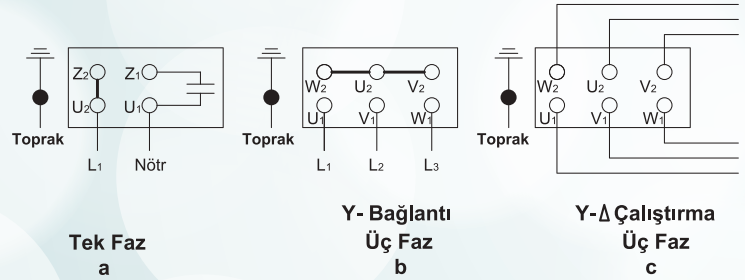 Z2 Z1
U2 U1
Toprak
L1 Nötr
Tek Faz
a
W2 U2 V2
U1 V1 W1
Toprak
L1 L2 L3
Y- Bağlantı
Üç Faz
b
W2 U2 V2
U1 V1 W1
Toprak
Y-Δ Çalıştırma
Üç Faz
c